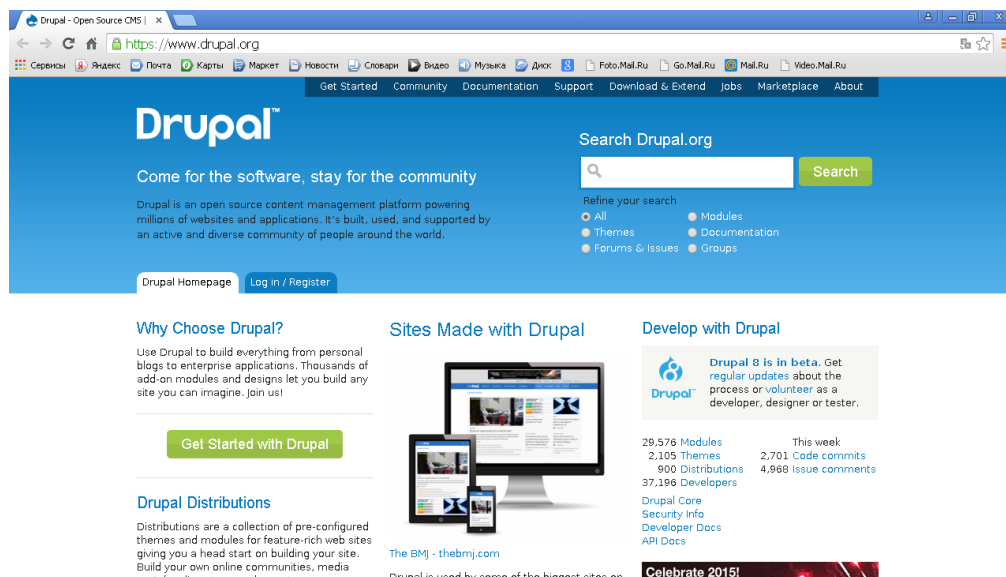 Drupal - Open Source CMS |
https://www.drupal.org
Сервисы Яндекс Почта Карты Маркет Новости Словари Видео Музыка Диск Foto.Mail.Ru Go.Mail.Ru Mail.Ru Video.Mail.Ru
Get Started Community Documentation Support Download & Extend Jobs Marketplace About
Drupal™
Come for the software, stay for the community
Drupal is an open source content management platform powering
millions of websites and applications. It's built, used, and supported by
an active and diverse community of people around the world.
Search Drupal.org
Search
Refine your search
All Modules
Themes Documentation
Forums & Issues Groups
Drupal Homepage Log in / Register
Why Choose Drupal?
Use Drupal to build everything from personal
blogs to enterprise applications. Thousands of
add-on modules and designs let you build any
site you can imagine. Join us!
Get Started with Drupal
Drupal Distributions
Distributions are a collection of pre-configured
themes and modules for feature-rich web sites
giving you a head start on building your site.
Build your own online communities, media
Sites Made with Drupal
The BMJ - thebmj.com
Drupal is used by some of the biggest sites on
Develop with Drupal
Drupal™
Drupal 8 is in beta. Get
regular updates about the
process or volunteer as a
developer, designer or tester.
29,576 Modules
2,105 Themes
900 Distributions
37,196 Developers
This week
2,701 Code commits
4,968 Issue comments
Drupal Core
Security Info
Developer Docs
API Docs
Celebrate 2015!